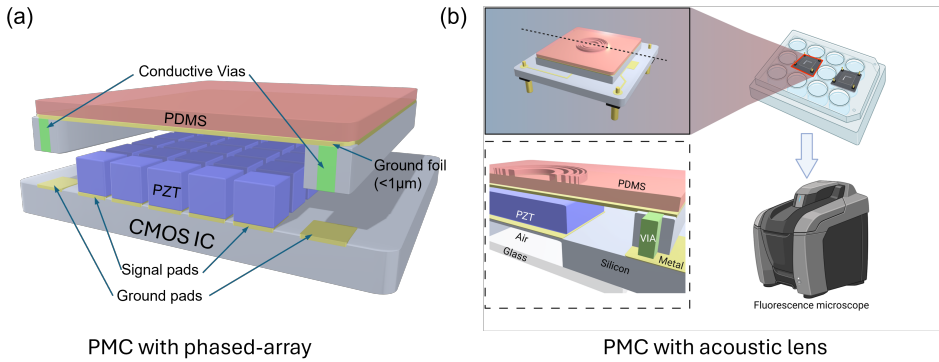 (a)
Conductive Vias
PDMS
Ground foil
(<1μm)
PZT
CMOS IC
Signal pads
Ground pads
PMC with phased-array
(b)
PDMS
PZT
Air
VIA
Glass
Silicon
Metal
Fluorescence microscope
PMC with acoustic lens